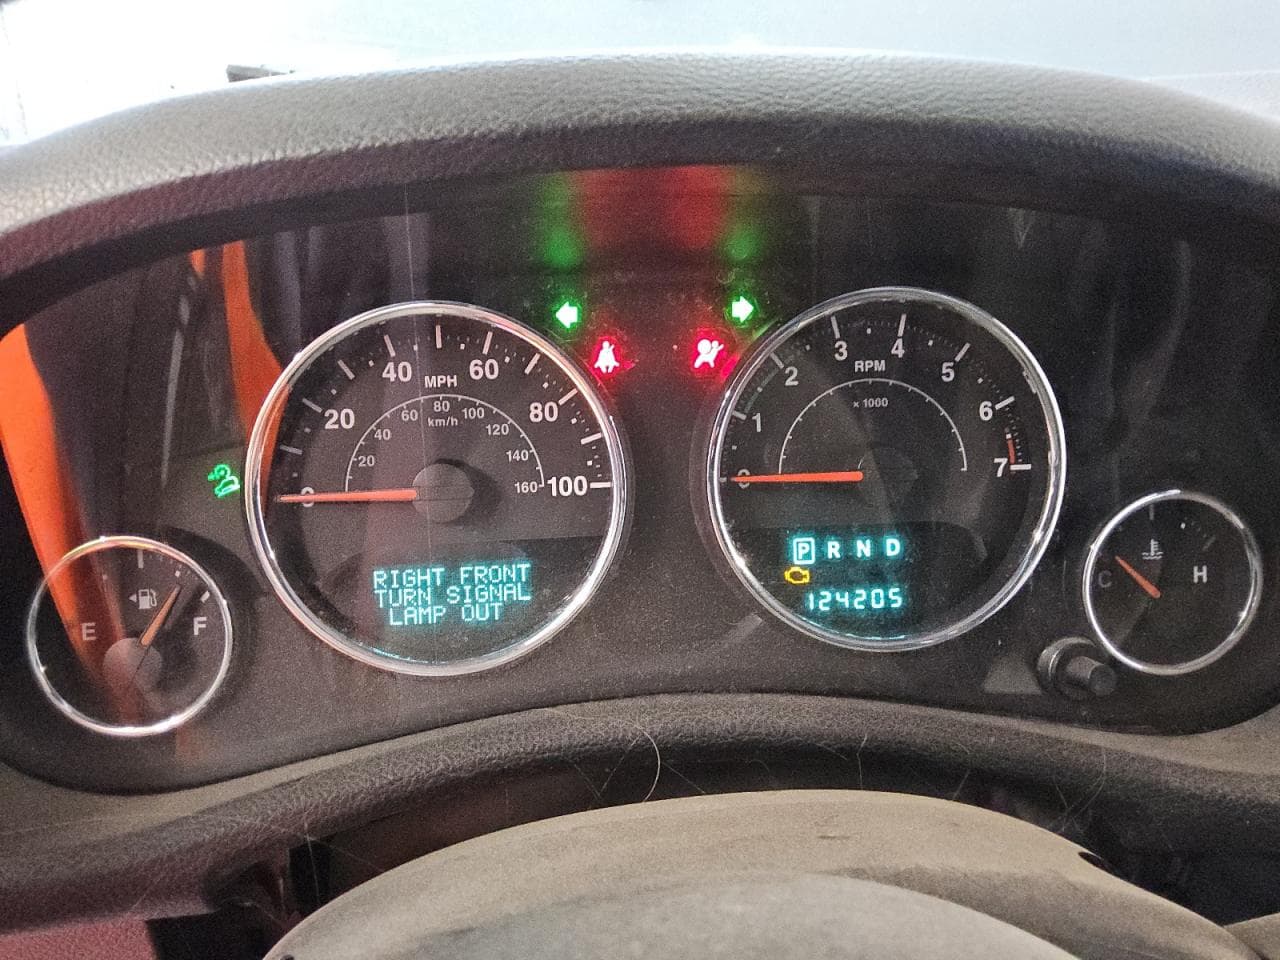 40 MPH 60
20 80
60 80 100
40 km/h 120
20 140
160 100
RIGHT FRONT
TURN SIGNAL
LAMP OUT
E F
3 4
2 RPM 5
x 1000
1 6
0 7
P R N D
124205
C H